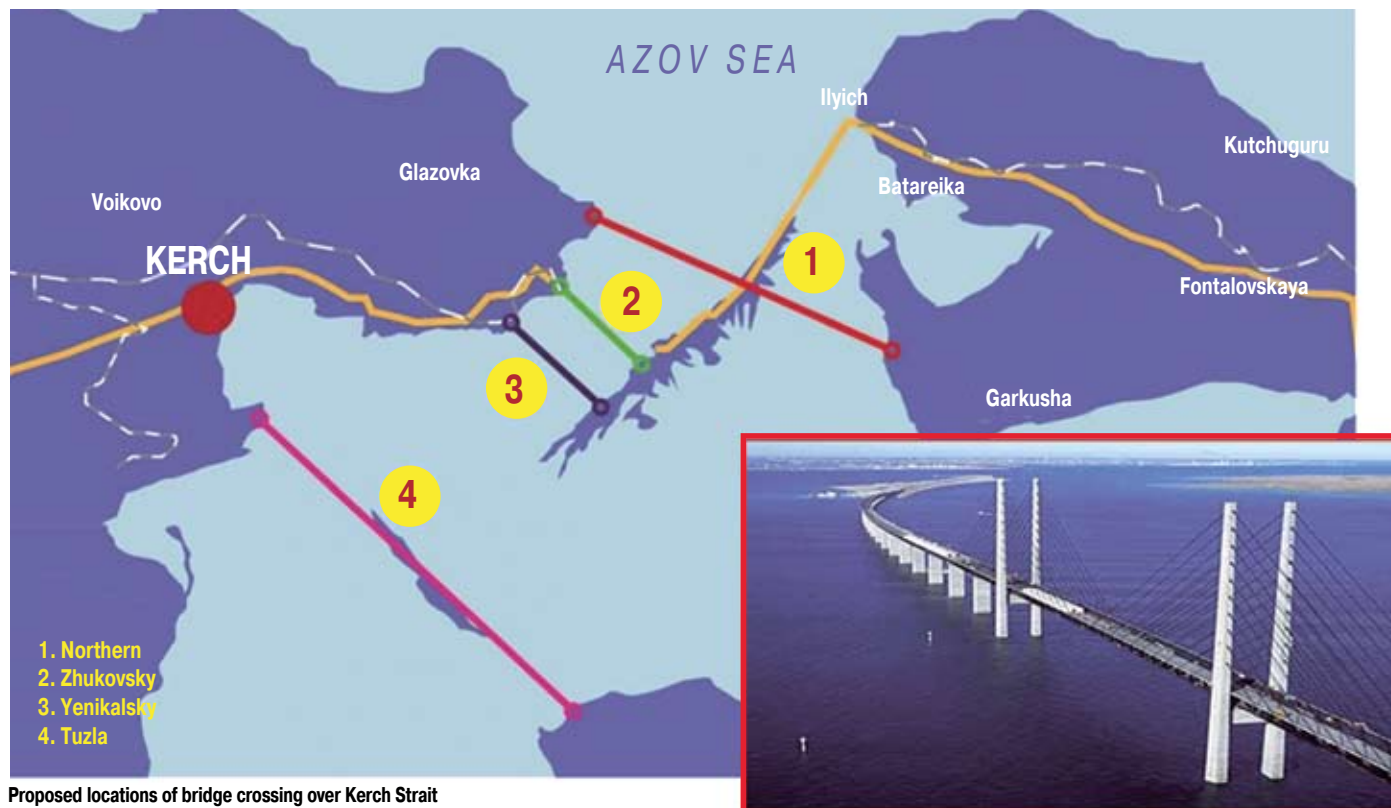 AZOV SEA
Ilyich
Kutchuguru
Glazovka
Batareika
Voikovo
KERCH
1
Fontalovskaya
2
3
Garkusha
4
1. Northern
2. Zhukovsky
3. Yenikalsky
4. Tuzla
Proposed locations of bridge crossing over Kerch Strait